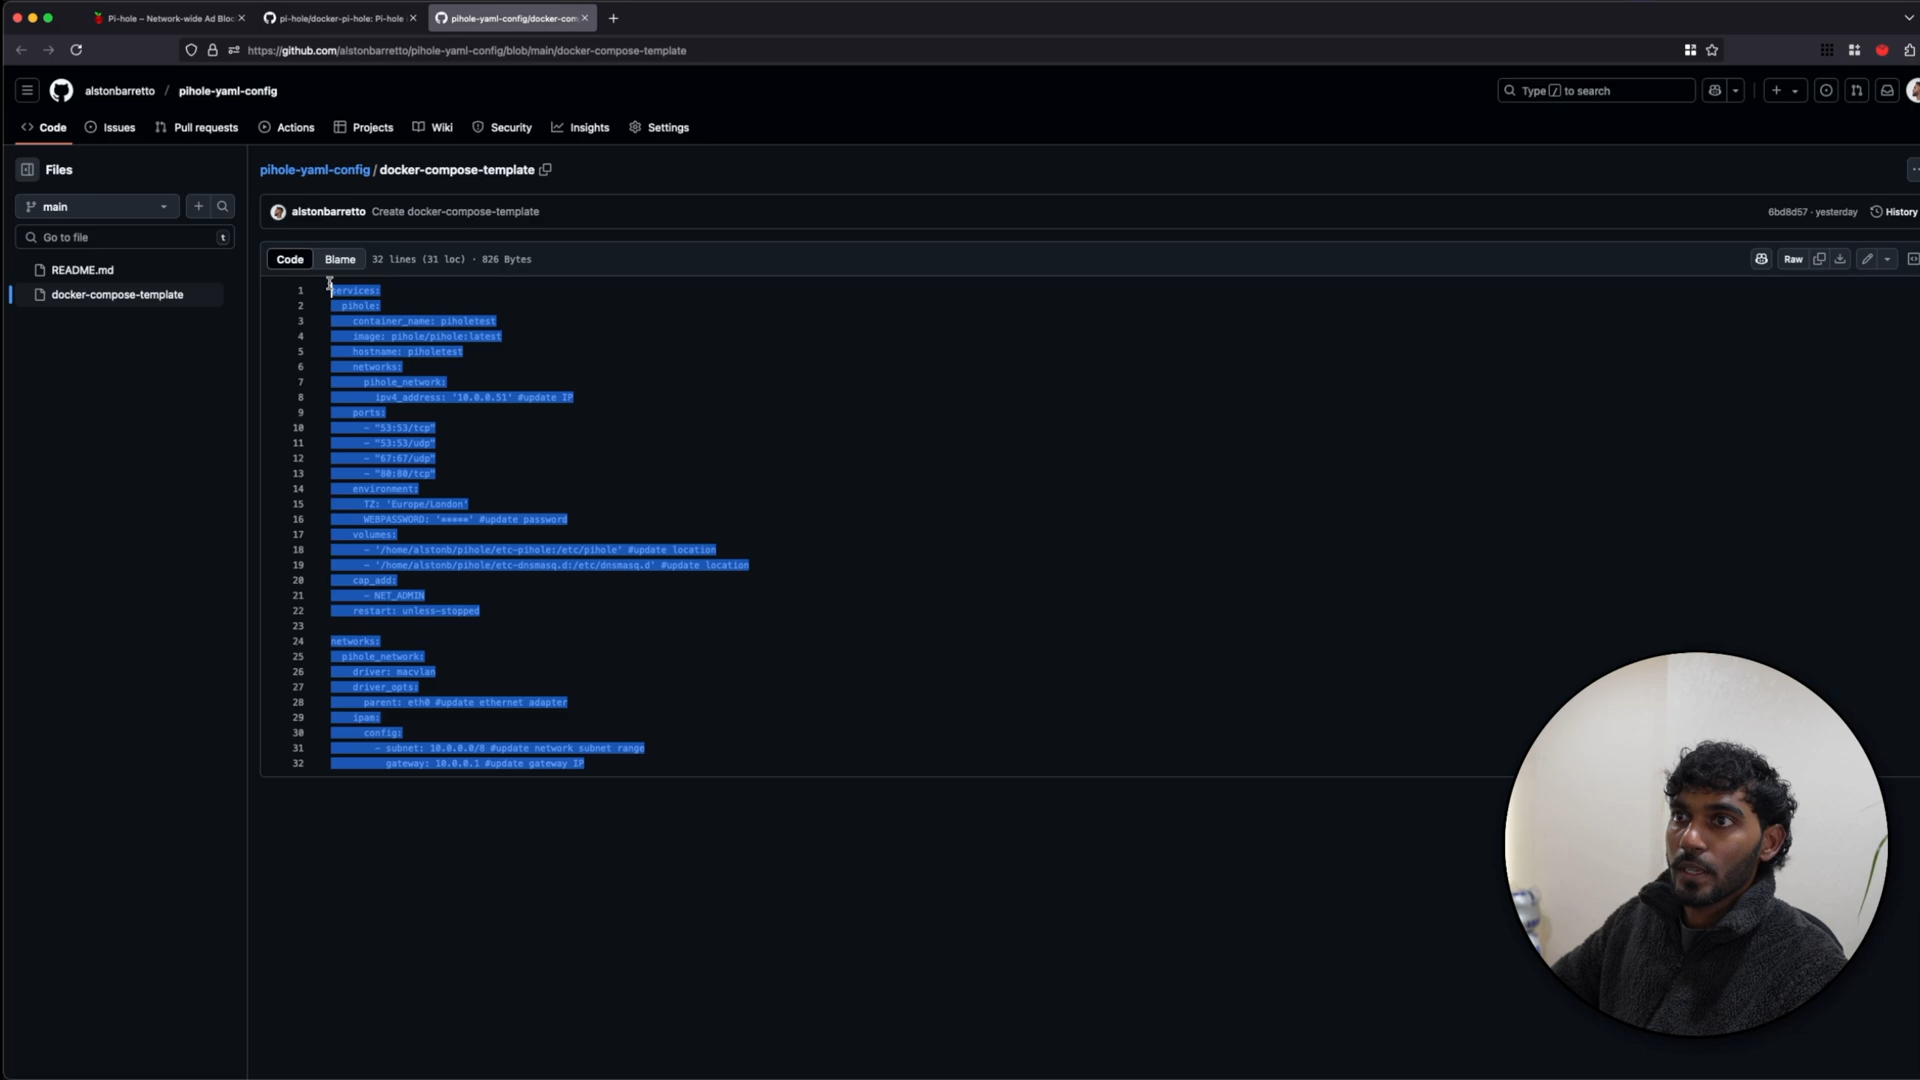 Pi-hole – Network-wide Ad Bloc
pi-hole/docker-pi-hole: Pi-hole
pihole-yaml-config/docker-com
https://github.com/alstonbarretto/pihole-yaml-config/blob/main/docker-compose-template
alstonbarretto / pihole-yaml-config
Type / to search
Code
Issues
Pull requests
Actions
Projects
Wiki
Security
Insights
Settings
Files
main
Go to file
t
README.md
docker-compose-template
pihole-yaml-config / docker-compose-template
alstonbarretto Create docker-compose-template
6bd8d57 · yesterday
History
Code
Blame
32 lines (31 loc) · 826 Bytes
Raw
1 services:
2 pihole:
3 container_name: piholetest
4 image: pihole/pihole:latest
5 hostname: piholetest
6 networks:
7 pihole_network:
8 ipv4_address: '10.0.0.51' #update IP
9 ports:
10 - "53:53/tcp"
11 - "53:53/udp"
12 - "67:67/udp"
13 - "80:80/tcp"
14 environment:
15 TZ: 'Europe/London'
16 WEBPASSWORD: '*****' #update password
17 volumes:
18 - '/home/alstonb/pihole/etc-pihole:/etc/pihole' #update location
19 - '/home/alstonb/pihole/etc-dnsmasq.d:/etc/dnsmasq.d' #update location
20 cap_add:
21 - NET_ADMIN
22 restart: unless-stopped
23
24 networks:
25 pihole_network:
26 driver: macvlan
27 driver_opts:
28 parent: eth0 #update ethernet adapter
29 ipam:
30 config:
31 - subnet: 10.0.0.0/8 #update network subnet range
32 gateway: 10.0.0.1 #update gateway IP